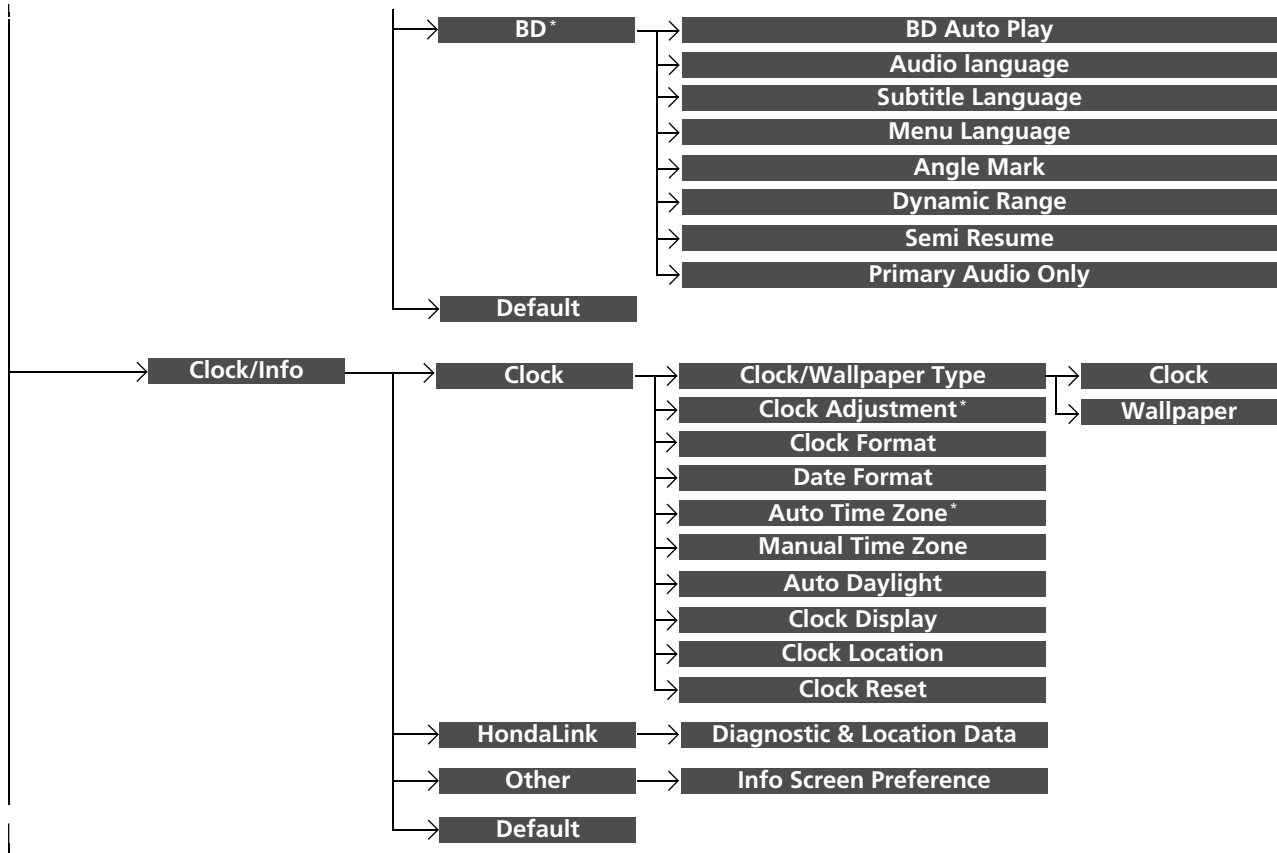 BD*
BD Auto Play
Audio language
Subtitle Language
Menu Language
Angle Mark
Dynamic Range
Semi Resume
Primary Audio Only
Default
Clock/Info
Clock
Clock/Wallpaper Type
Clock
Wallpaper
Clock Adjustment*
Clock Format
Date Format
Auto Time Zone*
Manual Time Zone
Auto Daylight
Clock Display
Clock Location
Clock Reset
HondaLink
Diagnostic & Location Data
Other
Info Screen Preference
Default